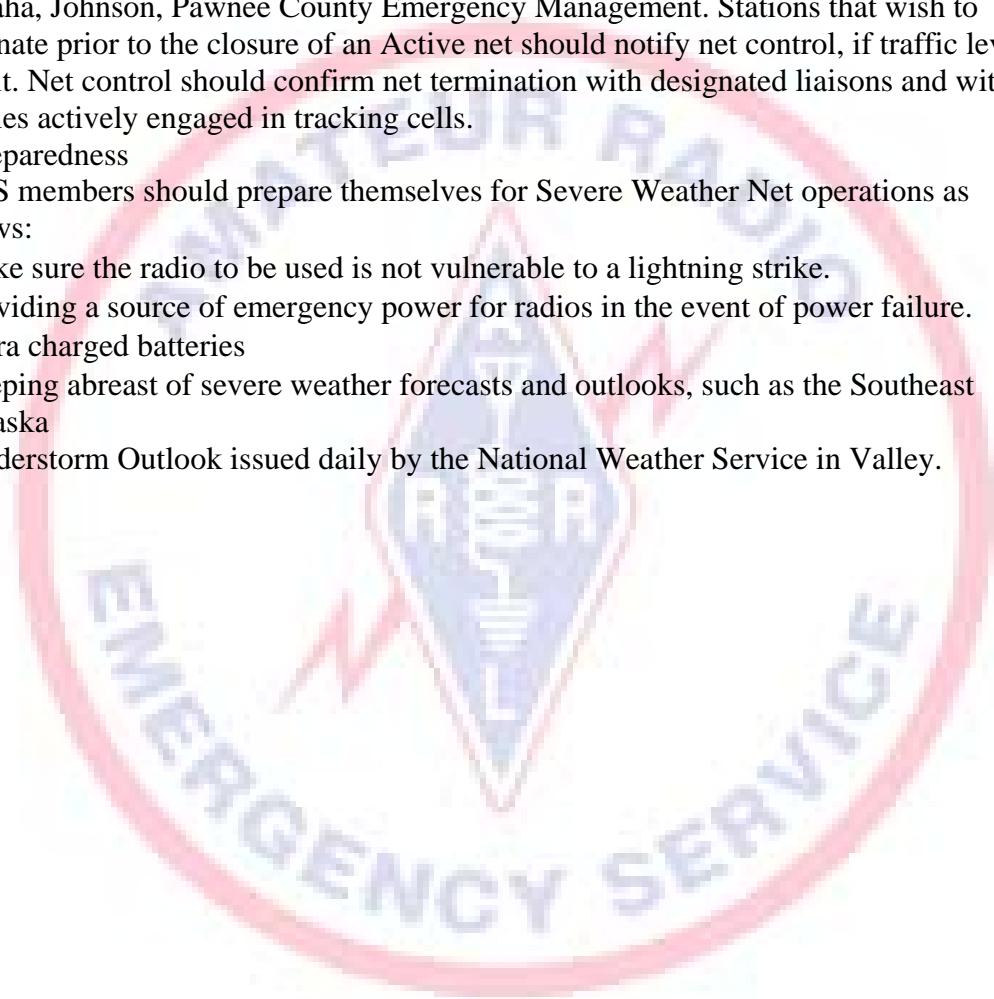 aha, Johnson, Pawnee County Emergency Management. Stations that wish to
nate prior to the closure of an Active net should notify net control, if traffic lev
it. Net control should confirm net termination with designated liaisons and wit
es actively engaged in tracking cells.
eparedness
S members should prepare themselves for Severe Weather Net operations as
ws:
ke sure the radio to be used is not vulnerable to a lightning strike.
viding a source of emergency power for radios in the event of power failure.
ra charged batteries
eping abreast of severe weather forecasts and outlooks, such as the Southeast
aska
derstorm Outlook issued daily by the National Weather Service in Valley.
AMATEUR RADIO
A
R
R
R
L
EMERGENCY SERVICE